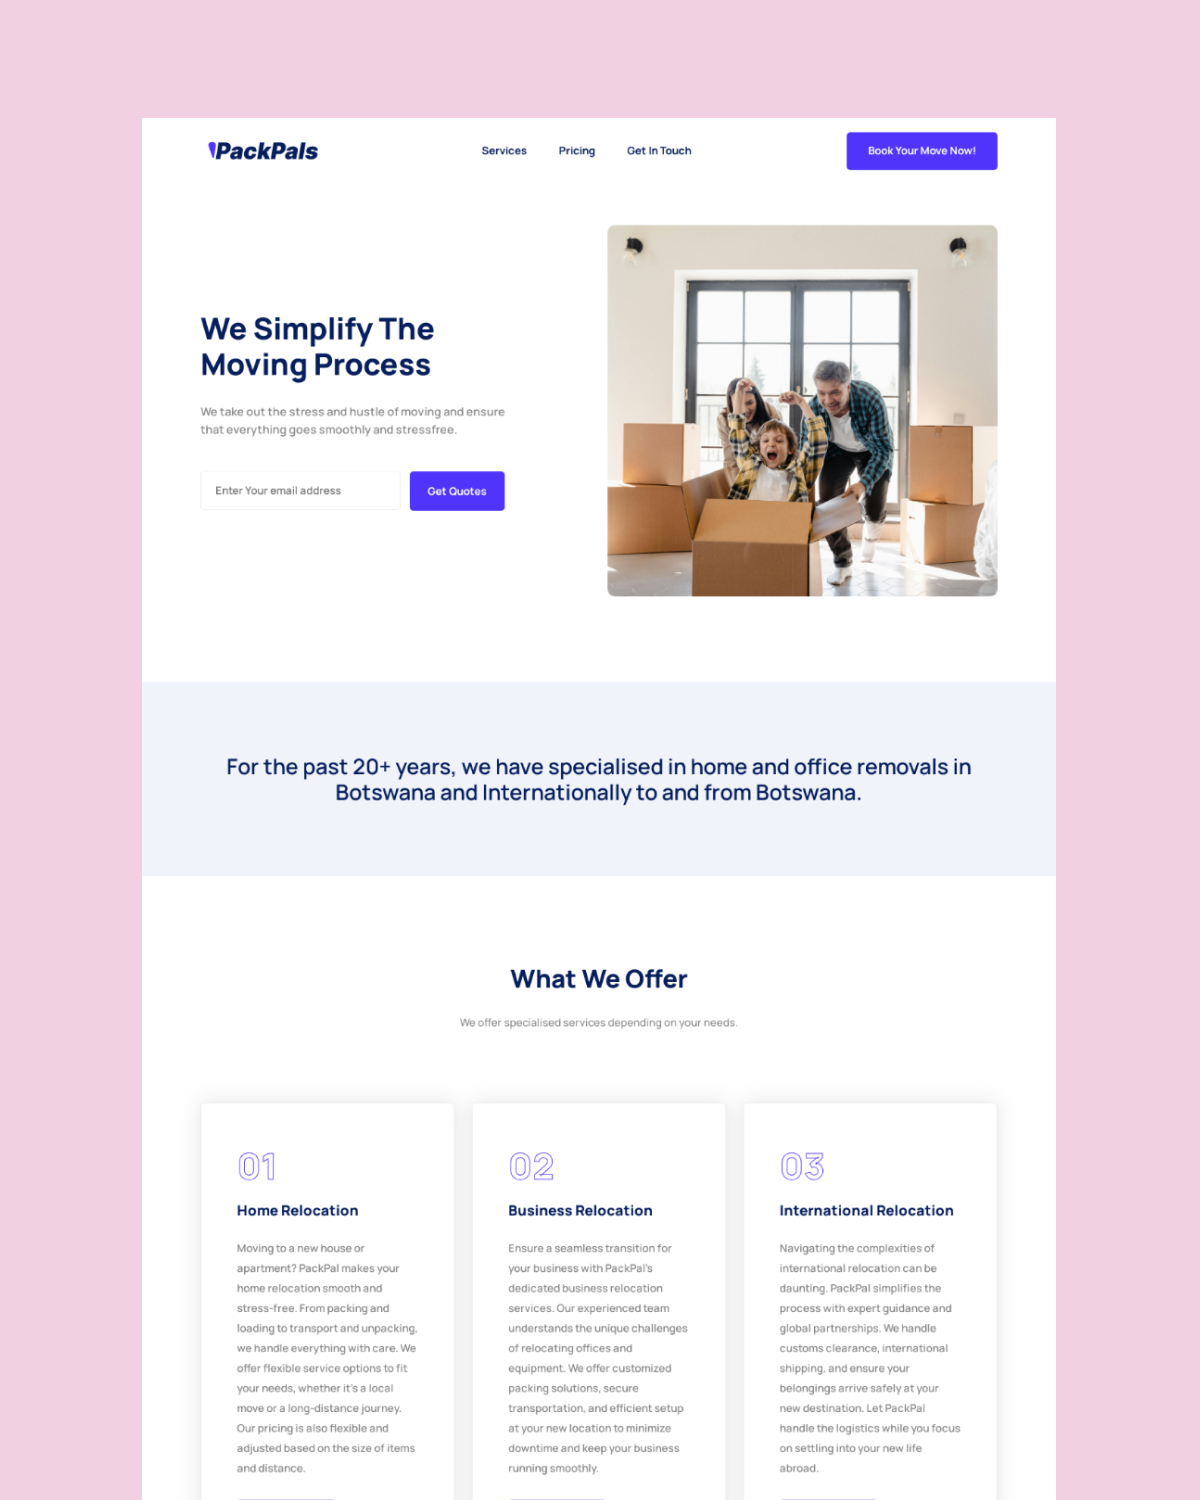 PackPals
Services
Pricing
Get In Touch
Book Your Move Now!
We Simplify The
Moving Process
We take out the stress and hustle of moving and ensure
that everything goes smoothly and stressfree.
Enter Your email address
Get Quotes
For the past 20+ years, we have specialised in home and office removals in
Botswana and Internationally to and from Botswana.
What We Offer
We offer specialised services depending on your needs.
01
Home Relocation
Moving to a new house or
apartment? PackPal makes your
home relocation smooth and
stress-free. From packing and
loading to transport and unpacking,
we handle everything with care. We
offer flexible service options to fit
your needs, whether it's a local
move or a long-distance journey.
Our pricing is also flexible and
adjusted based on the size of items
and distance.
02
Business Relocation
Ensure a seamless transition for
your business with PackPal's
dedicated business relocation
services. Our experienced team
understands the unique challenges
of relocating offices and
equipment. We offer customized
packing solutions, secure
transportation, and efficient setup
at your new location to minimize
downtime and keep your business
running smoothly.
03
International Relocation
Navigating the complexities of
international relocation can be
daunting. PackPal simplifies the
process with expert guidance and
global partnerships. We handle
customs clearance, international
shipping, and ensure your
belongings arrive safely at your
new destination. Let PackPal
handle the logistics while you focus
on settling into your new life
abroad.